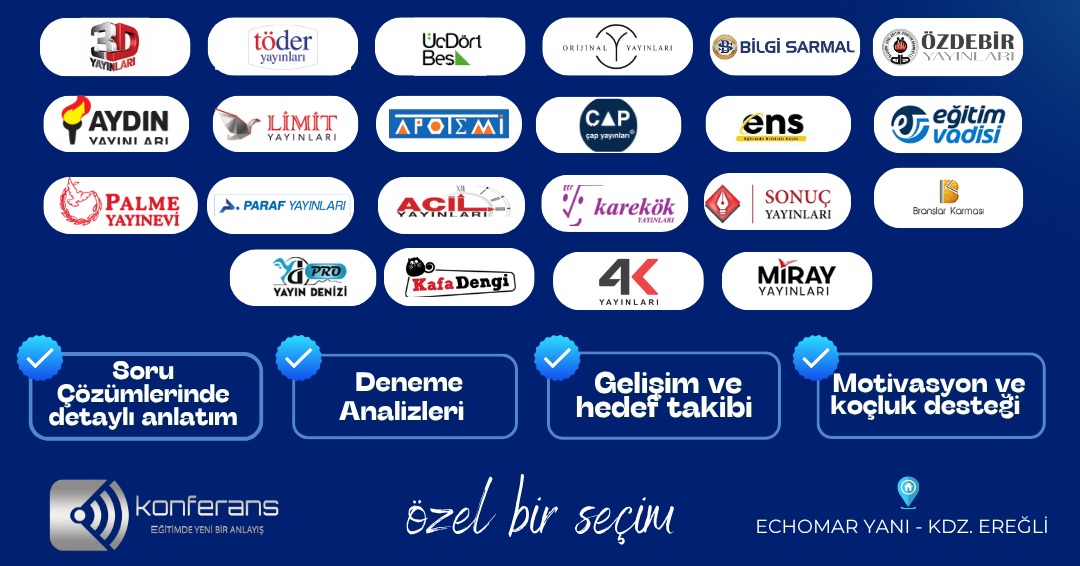 3D
YAYINLARI
töder
yayınları
ÜçDört
Beş
ORİJİNAL YAYINLARI
BİLGİ SARMAL
ÖZDEBİR
YAYINLARI
AYDIN
YAYINLARI
LİMİT
YAYINLARI
APOTEMİ
ÇAP
çap yayınları®
ens
eğitim
vadisi
PALME
YAYINEVİ
PARAF YAYINLARI
XII
ACİL
YAYINLARI
karekök
YAYINLARI
SONUÇ
YAYINLARI
Branşlar Karması
PRO
YAYIN DENİZİ
KafaDengi
4K
YAYINLARI
MİRAY
YAYINLARI
Soru
Çözümlerinde
detaylı anlatım
Deneme
Analizleri
Gelişim ve
hedef takibi
Motivasyon ve
koçluk desteği
konferans
EĞİTİMDE YENİ BİR ANLAYIŞ
özel bir seçim
ECHOMAR YANI - KDZ. EREĞLİ